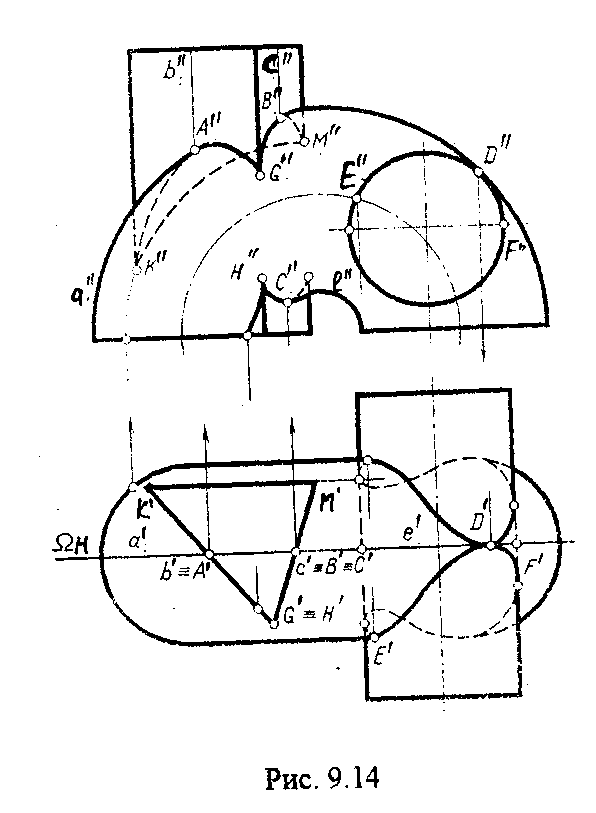 b" c"
A" B" M" D"
G" E"
K" F"
H" C" e"
a"
K' M'
ΩH a' e' D'
b'≡A' c'≡B'≡C' F'
G'≡H'
E'
Рис. 9.14